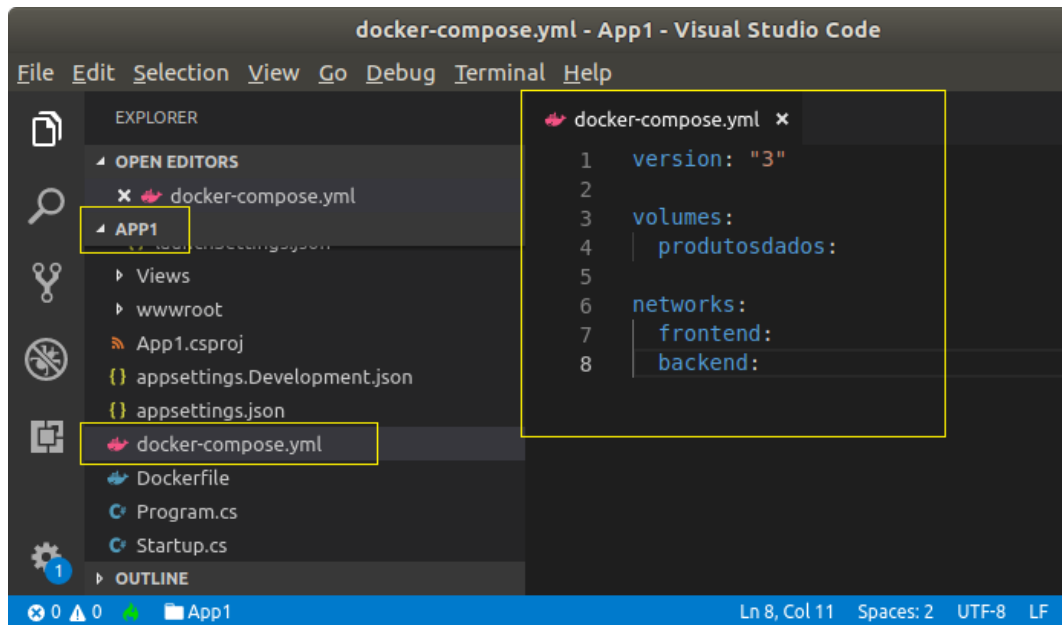 docker-compose.yml - App1 - Visual Studio Code
File Edit Selection View Go Debug Terminal Help
EXPLORER
OPEN EDITORS
docker-compose.yml
APP1
Views
wwwroot
App1.csproj
{} appsettings.Development.json
{} appsettings.json
docker-compose.yml
Dockerfile
C# Program.cs
C# Startup.cs
OUTLINE
docker-compose.yml ×
1 version: "3"
2
3 volumes:
4   produtosdados:
5
6 networks:
7   frontend:
8   backend:
1
0 0 App1 Ln 8, Col 11 Spaces: 2 UTF-8 LF